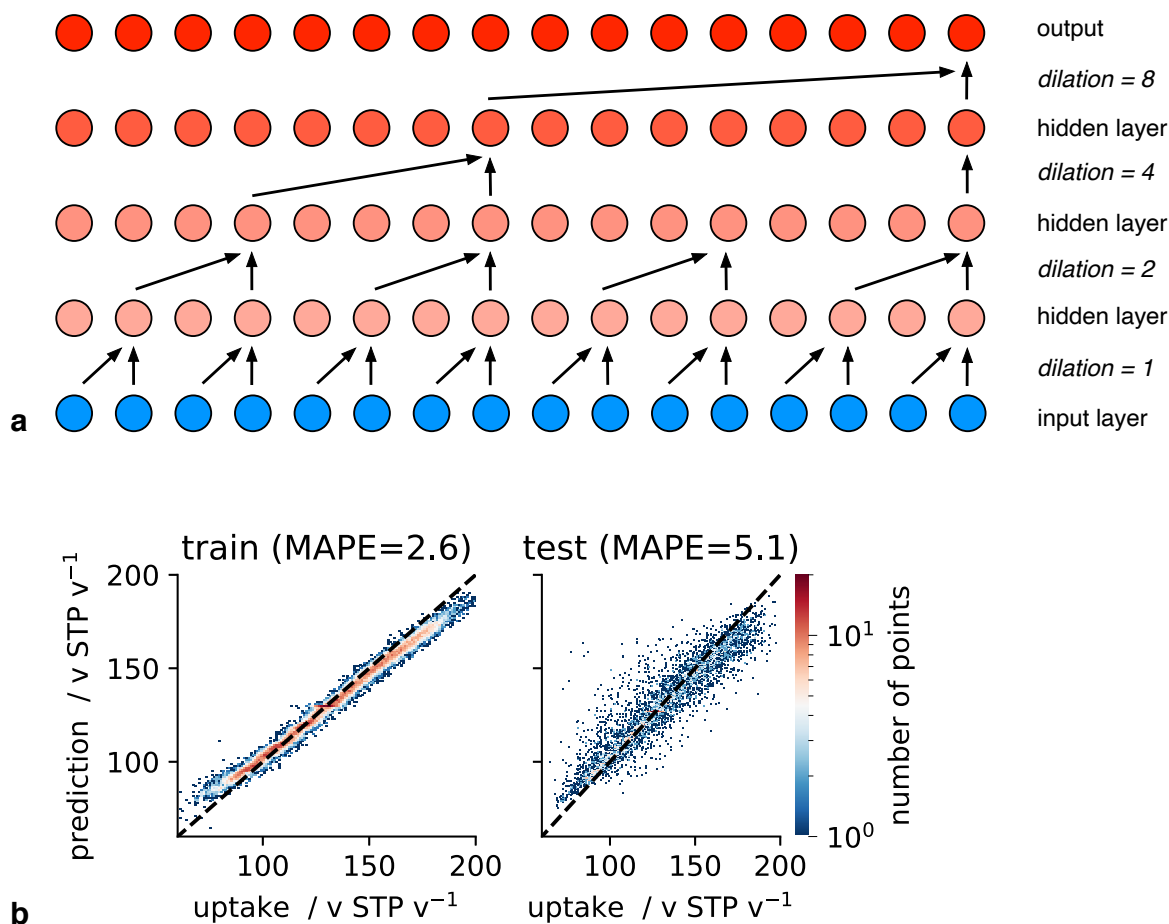 output
dilation = 8
hidden layer
dilation = 4
hidden layer
dilation = 2
hidden layer
dilation = 1
input layer
a
train (MAPE=2.6)
test (MAPE=5.1)
prediction / v STP v⁻¹
200
150
100
100 150 200
uptake / v STP v⁻¹
100 150 200
uptake / v STP v⁻¹
10¹
10⁰
number of points
b